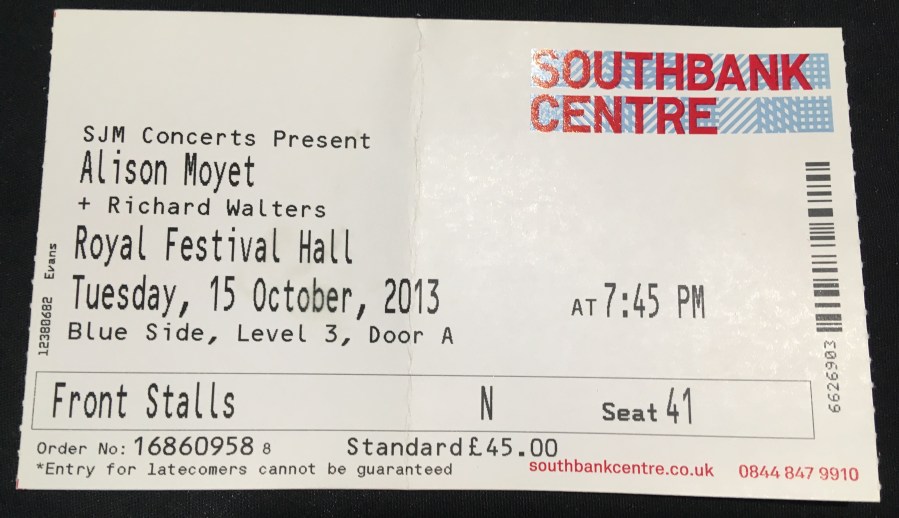 SOUTHBANK
CENTRE
SJM Concerts Present
Alison Moyet
+ Richard Walters
Royal Festival Hall
Tuesday, 15 October, 2013 AT 7:45 PM
Blue Side, Level 3, Door A
Front Stalls N Seat 41
Order No: 16860958 8 Standard £45.00
*Entry for latecomers cannot be guaranteed southbankcentre.co.uk 0844 847 9910
12380682 Evans
6626903